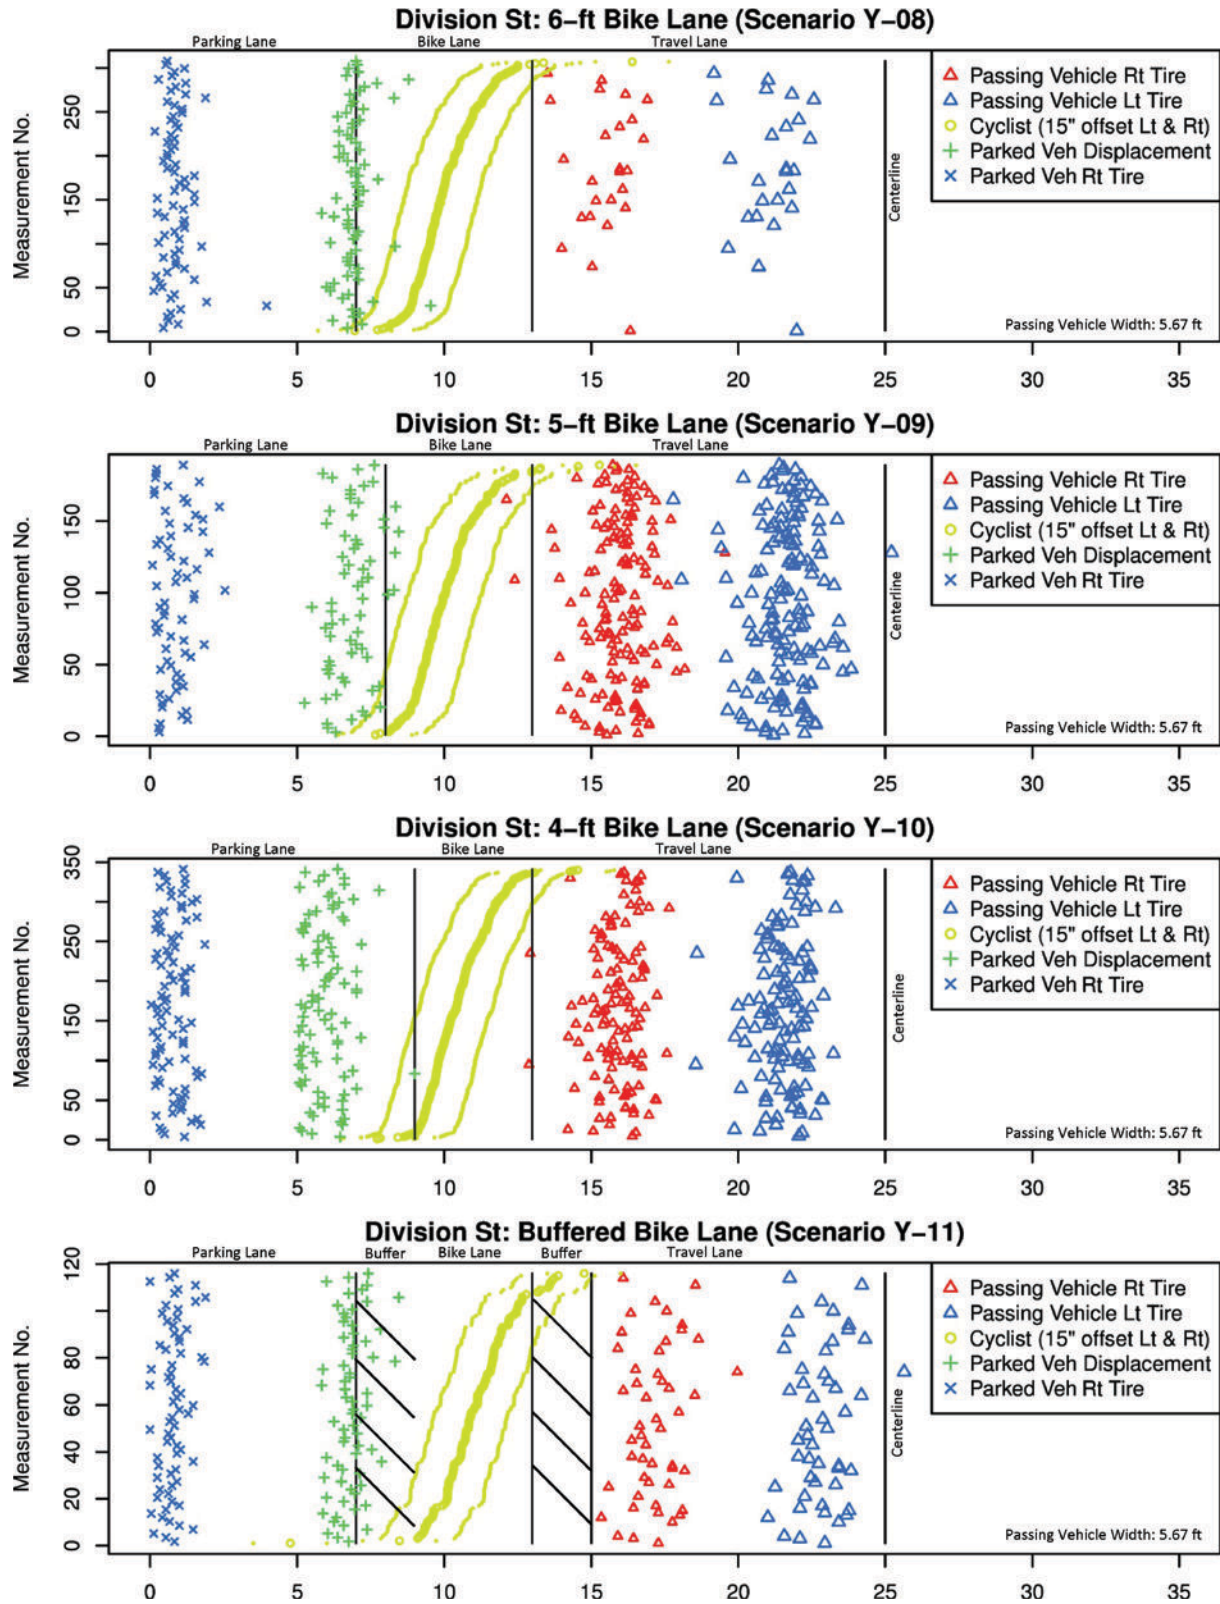 Division St: 6−ft Bike Lane (Scenario Y−08)
Parking Lane Bike Lane Travel Lane
Measurement No.
250
150
50
0
Passing Vehicle Rt Tire
Passing Vehicle Lt Tire
Cyclist (15" offset Lt & Rt)
Parked Veh Displacement
Parked Veh Rt Tire
Centerline
Passing Vehicle Width: 5.67 ft
0 5 10 15 20 25 30 35
Division St: 5−ft Bike Lane (Scenario Y−09)
Parking Lane Bike Lane Travel Lane
Measurement No.
150
100
50
0
Passing Vehicle Rt Tire
Passing Vehicle Lt Tire
Cyclist (15" offset Lt & Rt)
Parked Veh Displacement
Parked Veh Rt Tire
Centerline
Passing Vehicle Width: 5.67 ft
0 5 10 15 20 25 30 35
Division St: 4−ft Bike Lane (Scenario Y−10)
Parking Lane Bike Lane Travel Lane
Measurement No.
350
250
150
50
0
Passing Vehicle Rt Tire
Passing Vehicle Lt Tire
Cyclist (15" offset Lt & Rt)
Parked Veh Displacement
Parked Veh Rt Tire
Centerline
Passing Vehicle Width: 5.67 ft
0 5 10 15 20 25 30 35
Division St: Buffered Bike Lane (Scenario Y−11)
Parking Lane Buffer Bike Lane Buffer Travel Lane
Measurement No.
120
80
60
40
20
0
Passing Vehicle Rt Tire
Passing Vehicle Lt Tire
Cyclist (15" offset Lt & Rt)
Parked Veh Displacement
Parked Veh Rt Tire
Centerline
Passing Vehicle Width: 5.67 ft
0 5 10 15 20 25 30 35